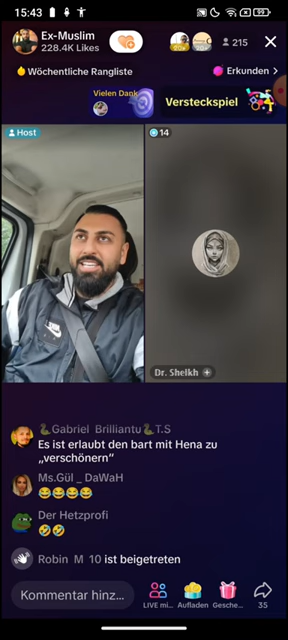 15:43
99
Ex-Muslim
228.4K Likes
215
Wöchentliche Rangliste
Erkunden >
Vielen Dank
Versteckspiel
Host
14
Dr. Sheikh +
Gabriel Brilliantu T.S
Es ist erlaubt den bart mit Hena zu
„verschönern“
Ms.Gül _ DaWaH
Der Hetzprofi
Robin M 10 ist beigetreten
Kommentar hinz...
LIVE mi...
Aufladen
Gesche...
35